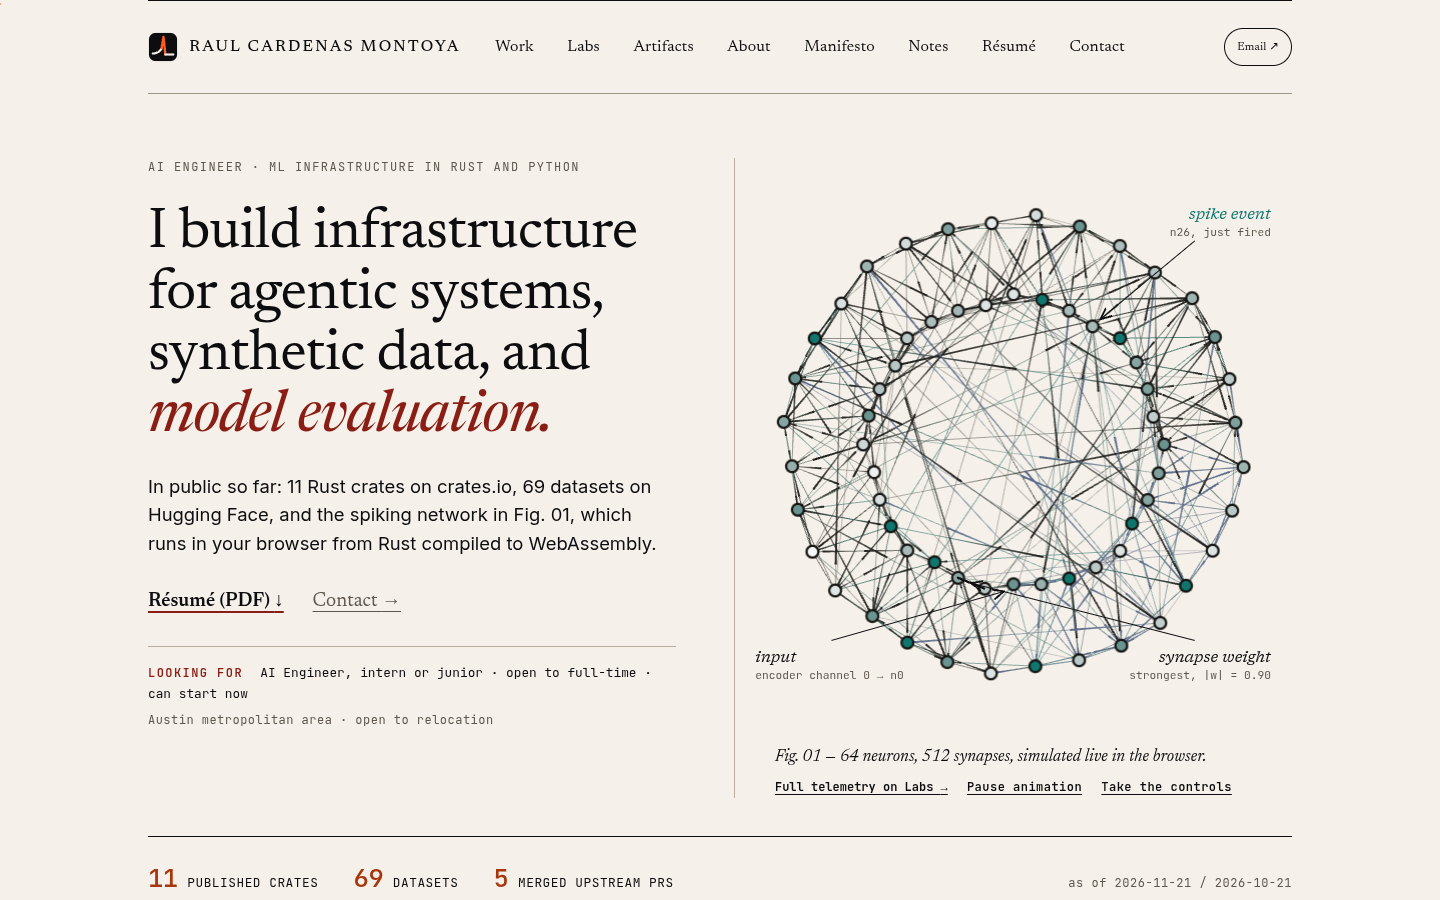 RAUL CARDENAS MONTOYA Work Labs Artifacts About Manifesto Notes Résumé Contact Email ↗
AI ENGINEER · ML INFRASTRUCTURE IN RUST AND PYTHON
I build infrastructure
for agentic systems,
synthetic data, and
model evaluation.
In public so far: 11 Rust crates on crates.io, 69 datasets on
Hugging Face, and the spiking network in Fig. 01, which
runs in your browser from Rust compiled to WebAssembly.
Résumé (PDF) ↓ Contact →
LOOKING FOR AI Engineer, intern or junior · open to full-time ·
can start now
Austin metropolitan area · open to relocation
spike event
n26, just fired
input
encoder channel 0 → n0
synapse weight
strongest, |w| = 0.90
Fig. 01 — 64 neurons, 512 synapses, simulated live in the browser.
Full telemetry on Labs → Pause animation Take the controls
11 PUBLISHED CRATES 69 DATASETS 5 MERGED UPSTREAM PRS as of 2026-11-21 / 2026-10-21